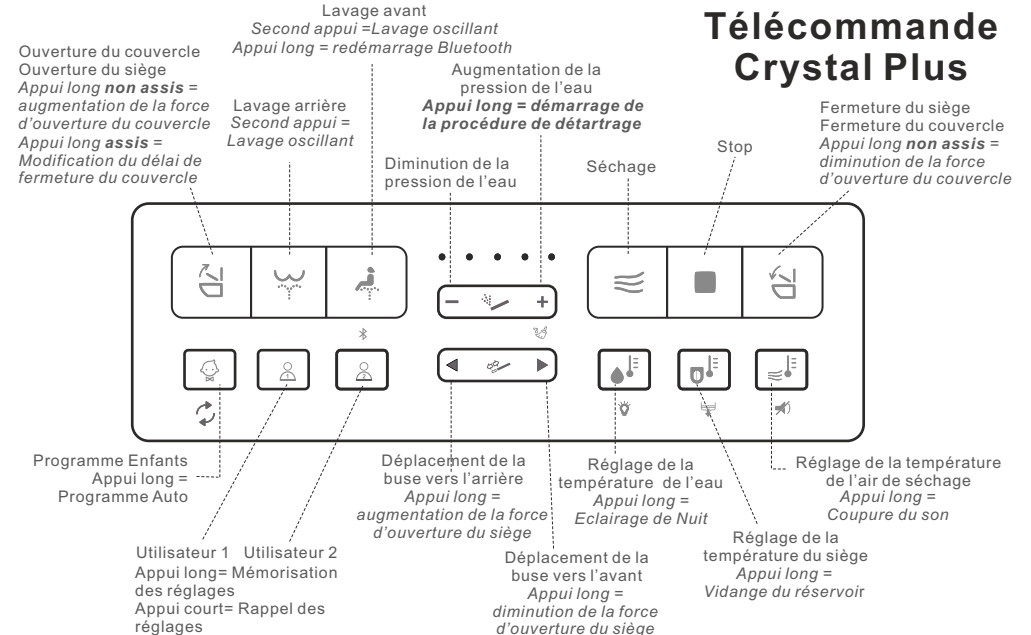 Télécommande
Crystal Plus
Ouverture du couvercle
Ouverture du siège
Appui long non assis =
augmentation de la force
d'ouverture du couvercle
Appui long assis =
Modification du délai de
fermeture du couvercle
Lavage arrière
Second appui =
Lavage oscillant
Lavage avant
Second appui =Lavage oscillant
Appui long = redémarrage Bluetooth
Diminution de la
pression de l'eau
Augmentation de la
pression de l'eau
Appui long = démarrage de
la procédure de détartrage
Séchage
Stop
Fermeture du siège
Fermeture du couvercle
Appui long non assis =
diminution de la force
d'ouverture du couvercle
Programme Enfants
Appui long =
Programme Auto
Utilisateur 1 Utilisateur 2
Appui long= Mémorisation
des réglages
Appui court= Rappel des
réglages
Déplacement de la
buse vers l'arrière
Appui long =
augmentation de la force
d'ouverture du siège
Déplacement de la
buse vers l'avant
Appui long =
diminution de la force
d'ouverture du siège
Réglage de la
température de l'eau
Appui long =
Eclairage de Nuit
Réglage de la
température du siège
Appui long =
Vidange du réservoir
Réglage de la température
de l'air de séchage
Appui long =
Coupure du son